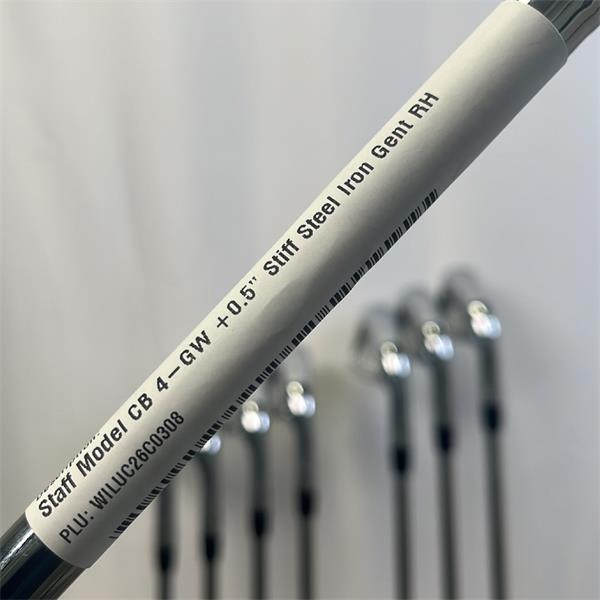 Staff Model CB 4-GW +0.5" Stiff Steel Iron Gent RH
PLU: WILUC26C0308